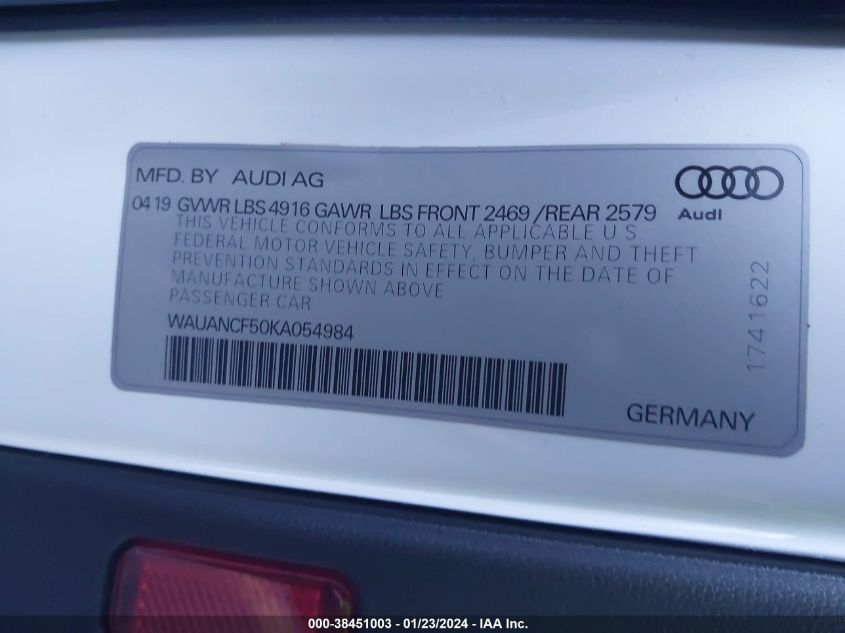 MFD. BY AUDI AG
0419 GVWR LBS 4916 GAWR LBS FRONT 2469 /REAR 2579
THIS VEHICLE CONFORMS TO ALL APPLICABLE U S
FEDERAL MOTOR VEHICLE SAFETY, BUMPER AND THEFT
PREVENTION STANDARDS IN EFFECT ON THE DATE OF
MANUFACTURE SHOWN ABOVE
PASSENGER CAR
WAUANCF50KA054984
Audi
1741622
GERMANY
000-38451003 - 01/23/2024 - IAA Inc.